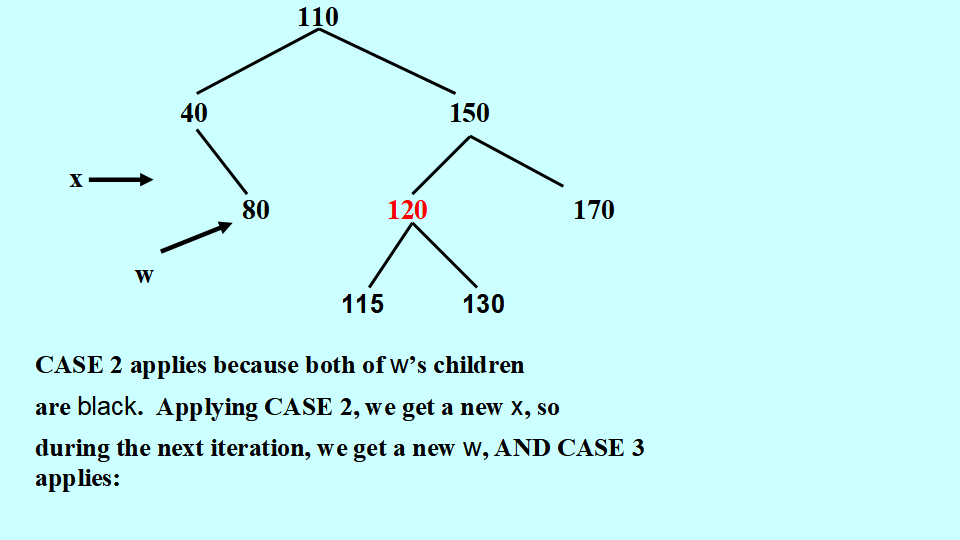 110
40 150
x
80 120 170
w
115 130
CASE 2 applies because both of w’s children
are black. Applying CASE 2, we get a new x, so
during the next iteration, we get a new w, AND CASE 3
applies: